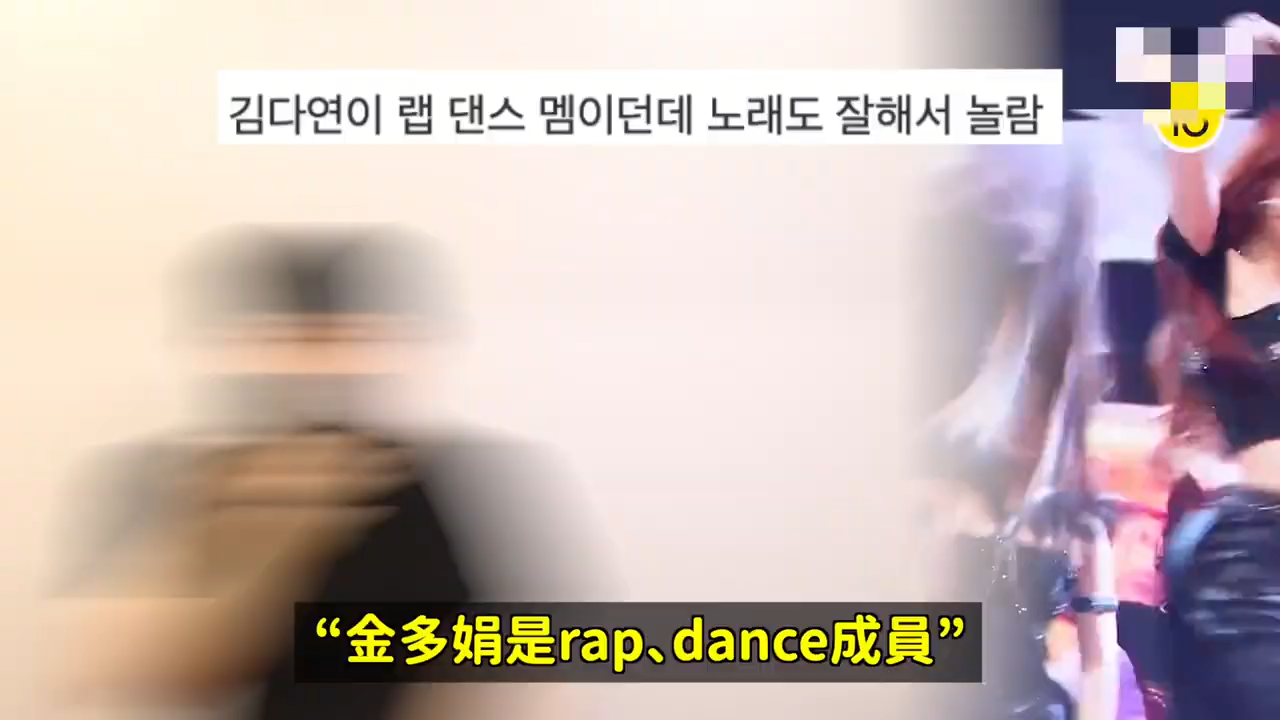 김다연이 랩 댄스 멤이던데 노래도 잘해서 놀람
“金多娟是rap、dance成員”